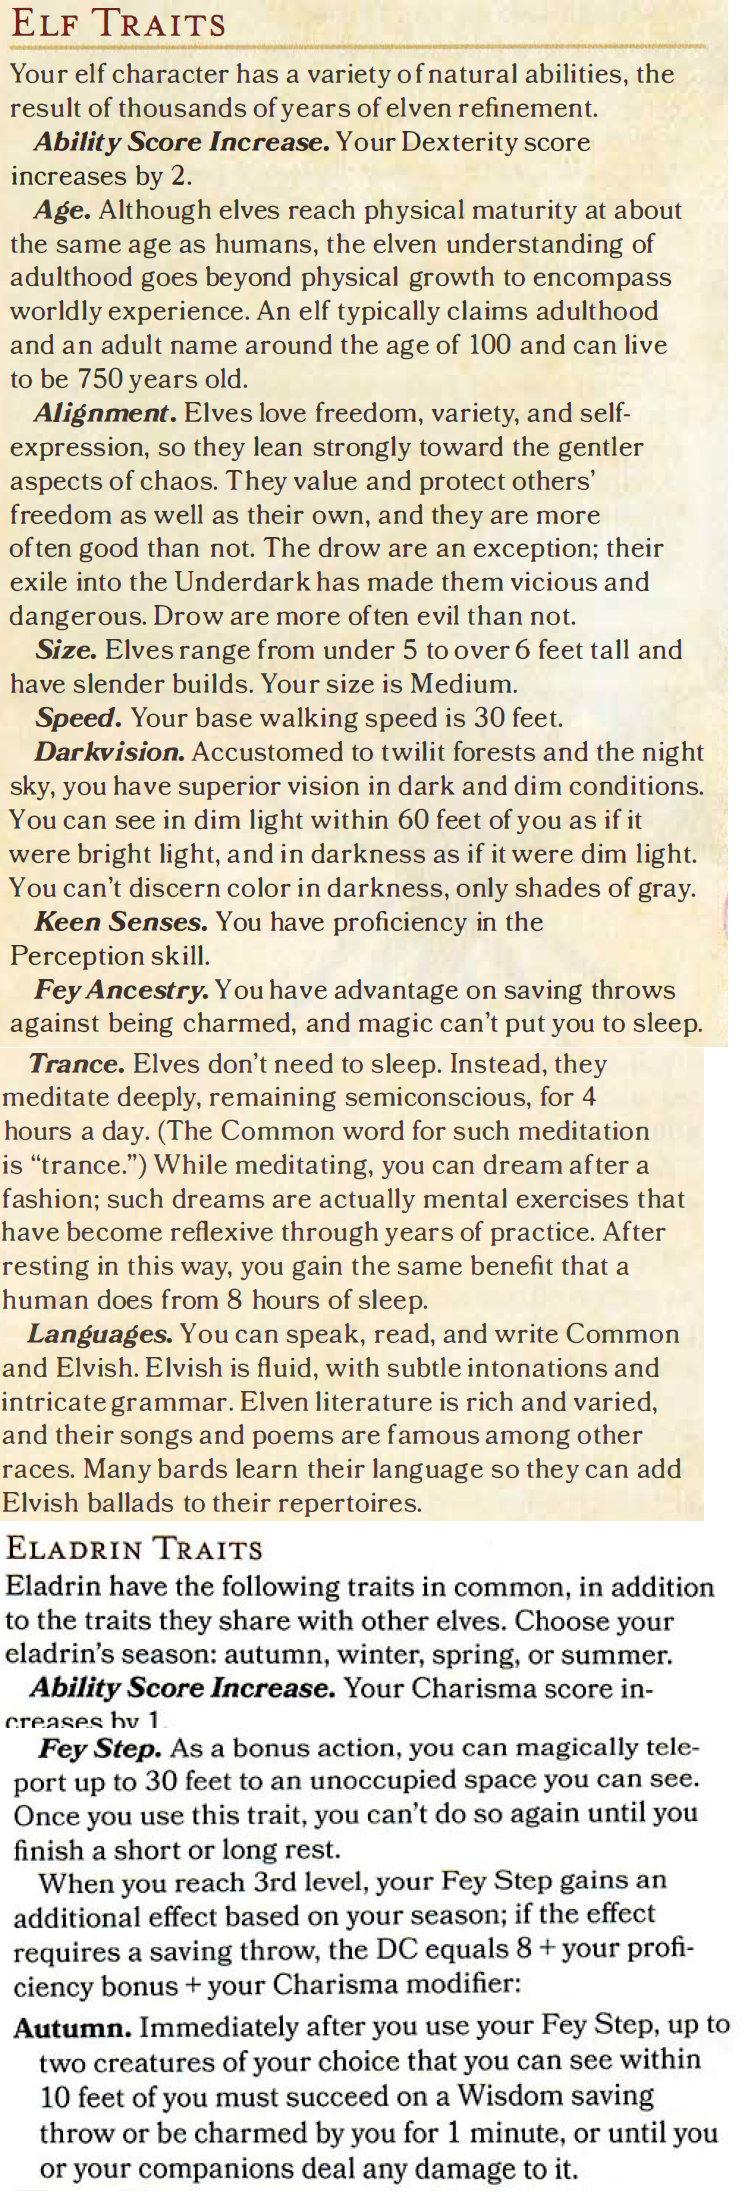 ELF TRAITS
Your elf character has a variety of natural abilities, the
result of thousands of years of elven refinement.
Ability Score Increase. Your Dexterity score
increases by 2.
Age. Although elves reach physical maturity at about
the same age as humans, the elven understanding of
adulthood goes beyond physical growth to encompass
worldly experience. An elf typically claims adulthood
and an adult name around the age of 100 and can live
to be 750 years old.
Alignment. Elves love freedom, variety, and self-
expression, so they lean strongly toward the gentler
aspects of chaos. They value and protect others'
freedom as well as their own, and they are more
often good than not. The drow are an exception; their
exile into the Underdark has made them vicious and
dangerous. Drow are more often evil than not.
Size. Elves range from under 5 to over 6 feet tall and
have slender builds. Your size is Medium.
Speed. Your base walking speed is 30 feet.
Darkvision. Accustomed to twilit forests and the night
sky, you have superior vision in dark and dim conditions.
You can see in dim light within 60 feet of you as if it
were bright light, and in darkness as if it were dim light.
You can't discern color in darkness, only shades of gray.
Keen Senses. You have proficiency in the
Perception skill.
Fey Ancestry. You have advantage on saving throws
against being charmed, and magic can't put you to sleep.
Trance. Elves don't need to sleep. Instead, they
meditate deeply, remaining semiconscious, for 4
hours a day. (The Common word for such meditation
is “trance.”) While meditating, you can dream after a
fashion; such dreams are actually mental exercises that
have become reflexive through years of practice. After
resting in this way, you gain the same benefit that a
human does from 8 hours of sleep.
Languages. You can speak, read, and write Common
and Elvish. Elvish is fluid, with subtle intonations and
intricate grammar. Elven literature is rich and varied,
and their songs and poems are famous among other
races. Many bards learn their language so they can add
Elvish ballads to their repertoires.
ELADRIN TRAITS
Eladrin have the following traits in common, in addition
to the traits they share with other elves. Choose your
eladrin's season: autumn, winter, spring, or summer.
Ability Score Increase. Your Charisma score in-
creases by 1.
Fey Step. As a bonus action, you can magically tele-
port up to 30 feet to an unoccupied space you can see.
Once you use this trait, you can't do so again until you
finish a short or long rest.
When you reach 3rd level, your Fey Step gains an
additional effect based on your season; if the effect
requires a saving throw, the DC equals 8 + your profi-
ciency bonus + your Charisma modifier:
Autumn. Immediately after you use your Fey Step, up to
two creatures of your choice that you can see within
10 feet of you must succeed on a Wisdom saving
throw or be charmed by you for 1 minute, or until you
or your companions deal any damage to it.